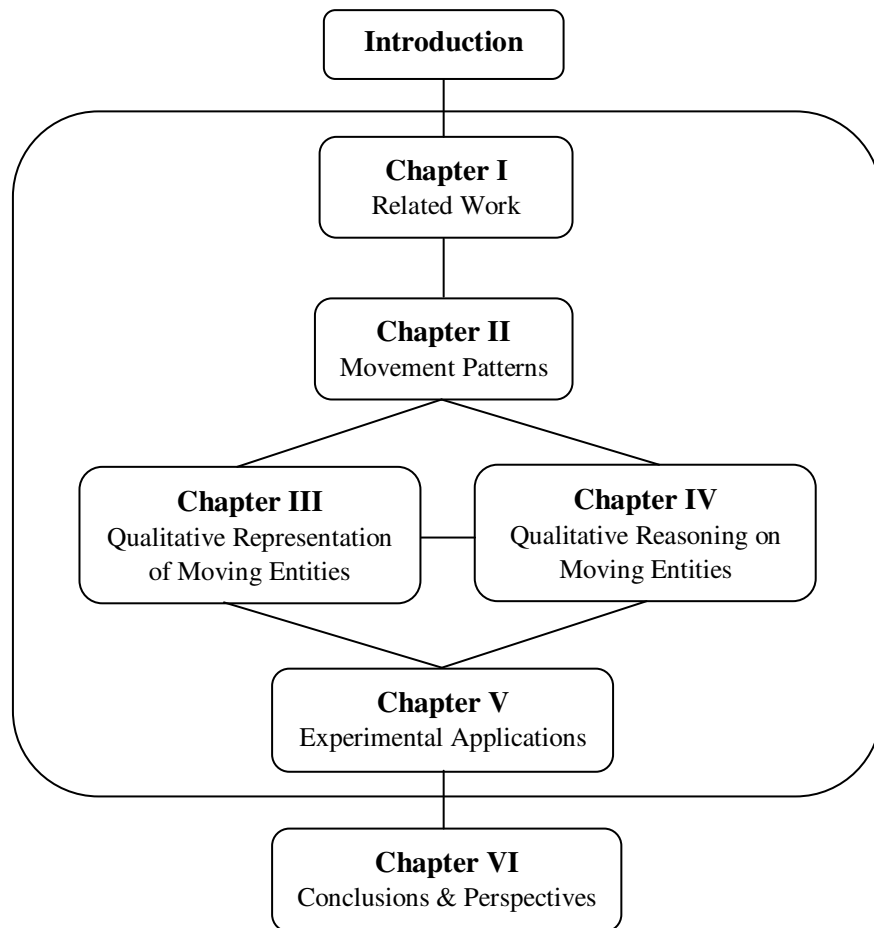 Introduction
Chapter I
Related Work
Chapter II
Movement Patterns
Chapter III
Qualitative Representation
of Moving Entities
Chapter IV
Qualitative Reasoning on
Moving Entities
Chapter V
Experimental Applications
Chapter VI
Conclusions & Perspectives